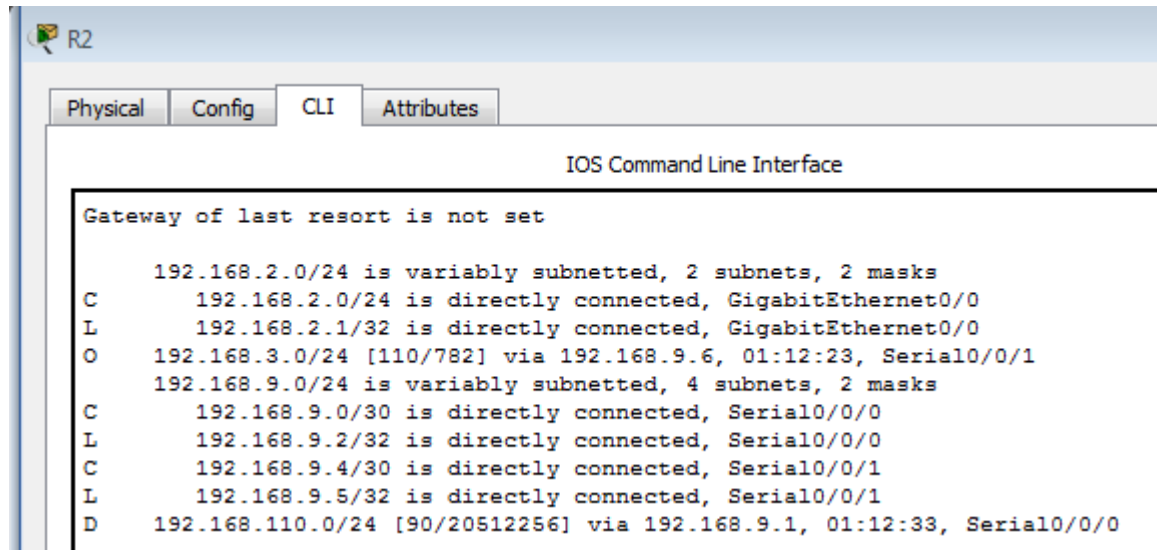 R2
Physical Config CLI Attributes
IOS Command Line Interface
Gateway of last resort is not set
192.168.2.0/24 is variably subnetted, 2 subnets, 2 masks
C 192.168.2.0/24 is directly connected, GigabitEthernet0/0
L 192.168.2.1/32 is directly connected, GigabitEthernet0/0
O 192.168.3.0/24 [110/782] via 192.168.9.6, 01:12:23, Serial0/0/1
192.168.9.0/24 is variably subnetted, 4 subnets, 2 masks
C 192.168.9.0/30 is directly connected, Serial0/0/0
L 192.168.9.2/32 is directly connected, Serial0/0/0
C 192.168.9.4/30 is directly connected, Serial0/0/1
L 192.168.9.5/32 is directly connected, Serial0/0/1
D 192.168.110.0/24 [90/20512256] via 192.168.9.1, 01:12:33, Serial0/0/0